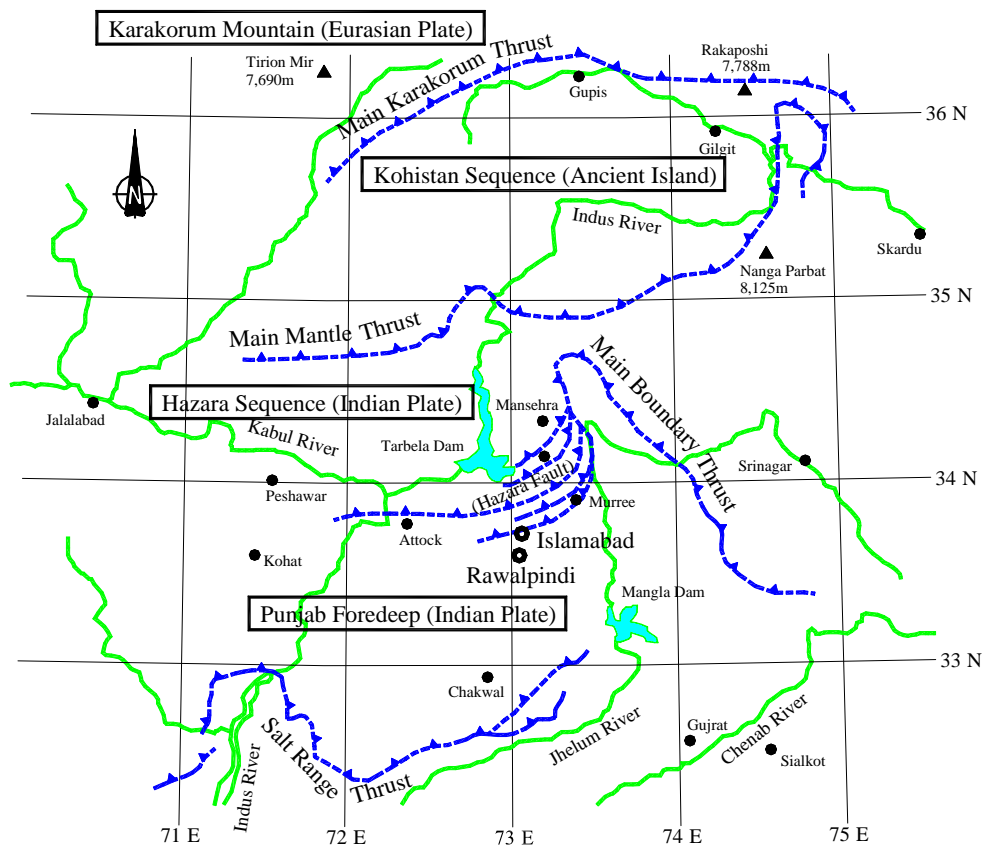 Karakorum Mountain (Eurasian Plate)
Tirion Mir
7,690m
Main Karakorum Thrust
Rakaposhi
7,788m
Gupis
36 N
Gilgit
N
Kohistan Sequence (Ancient Island)
Indus River
Skardu
Nanga Parbat
8,125m
35 N
Main Mantle Thrust
Main Boundary Thrust
Hazara Sequence (Indian Plate)
Mansehra
Jalalabad
Kabul River
Tarbela Dam
Srinagar
(Hazara Fault)
34 N
Peshawar
Murree
Attock
Islamabad
Kohat
Rawalpindi
Mangla Dam
Punjab Foredeep (Indian Plate)
33 N
Chakwal
Salt Range Thrust
Jhelum River
Gujrat
Chenab River
Sialkot
Indus River
71 E
72 E
73 E
74 E
75 E